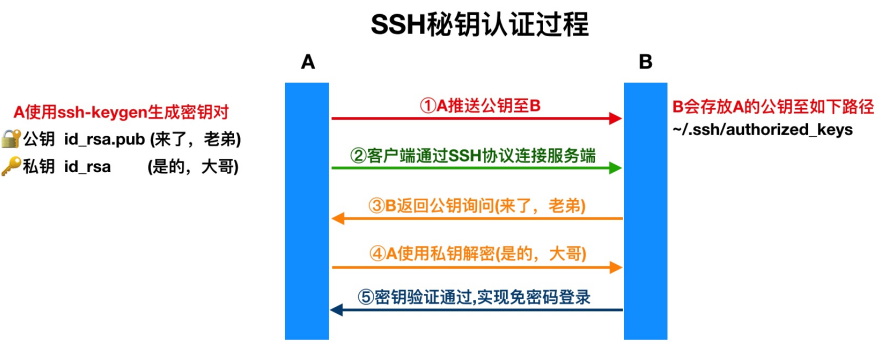 SSH秘钥认证过程
A
B
A使用ssh-keygen生成密钥对
公钥 id_rsa.pub (来了，老弟)
私钥 id_rsa (是的，大哥)
①A推送公钥至B
②客户端通过SSH协议连接服务端
③B返回公钥询问(来了，老弟)
④A使用私钥解密(是的，大哥)
⑤密钥验证通过,实现免密码登录
B会存放A的公钥至如下路径
~/.ssh/authorized_keys